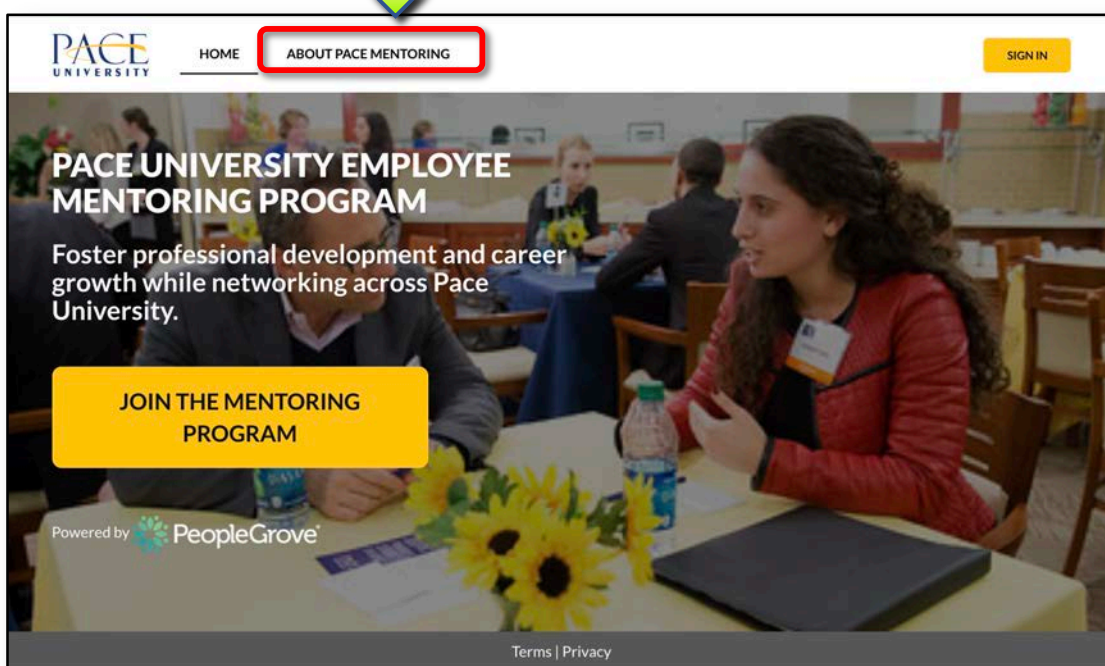 PACE
UNIVERSITY
HOME
ABOUT PACE MENTORING
SIGN IN
PACE UNIVERSITY EMPLOYEE
MENTORING PROGRAM
Foster professional development and career
growth while networking across Pace
University.
JOIN THE MENTORING
PROGRAM
Powered by PeopleGrove
Terms | Privacy